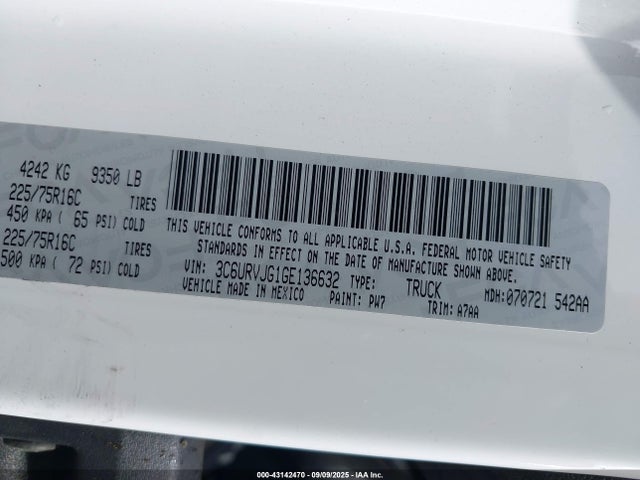 4242 KG 9350 LB
225/75R16C TIRES
450 KPA ( 65 PSI) COLD
225/75R16C TIRES
500 KPA ( 72 PSI) COLD
THIS VEHICLE CONFORMS TO ALL APPLICABLE U.S.A. FEDERAL MOTOR VEHICLE SAFETY
STANDARDS IN EFFECT ON THE DATE OF MANUFACTURE SHOWN ABOVE.
VIN: 3C6URVJG1GE136632 TYPE: TRUCK MDH: 070721 542AA
VEHICLE MADE IN MEXICO PAINT: PW7 TRIM: A7AA
000-43142470 - 09/09/2025 - IAA Inc.